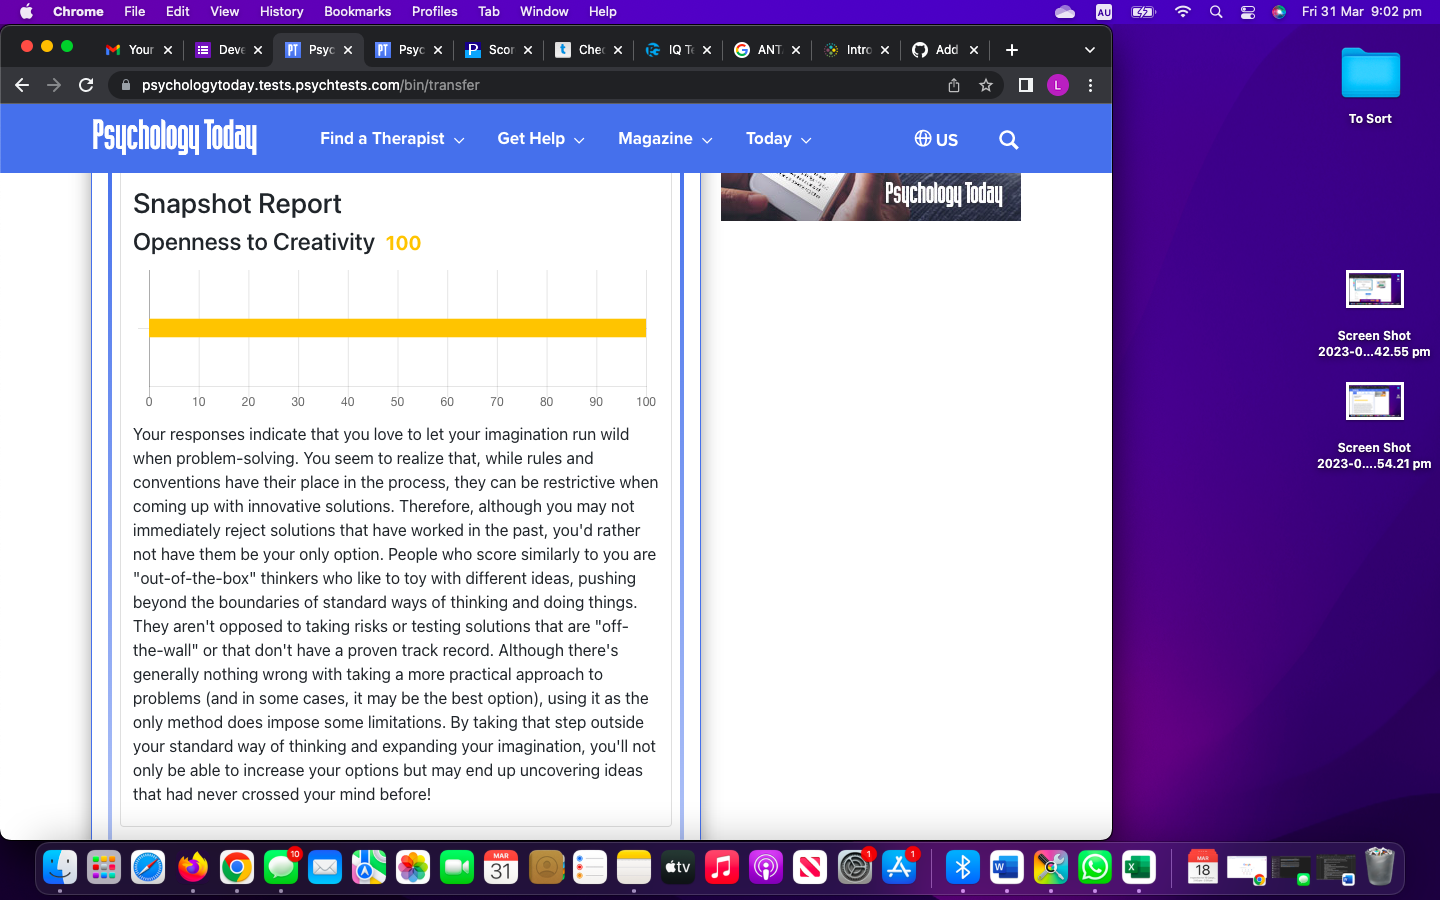 Chrome File Edit View History Bookmarks Profiles Tab Window Help AU Fri 31 Mar 9:02 pm
Your Deve Psyc Psyc Scor Chec IQ Te ANT. Intro Add
psychologytoday.tests.psychtests.com/bin/transfer L
Psychology Today Find a Therapist Get Help Magazine Today US
Psychology Today
Snapshot Report
Openness to Creativity 100
0 10 20 30 40 50 60 70 80 90 100
Your responses indicate that you love to let your imagination run wild
when problem-solving. You seem to realize that, while rules and
conventions have their place in the process, they can be restrictive when
coming up with innovative solutions. Therefore, although you may not
immediately reject solutions that have worked in the past, you'd rather
not have them be your only option. People who score similarly to you are
"out-of-the-box" thinkers who like to toy with different ideas, pushing
beyond the boundaries of standard ways of thinking and doing things.
They aren't opposed to taking risks or testing solutions that are "off-
the-wall" or that don't have a proven track record. Although there's
generally nothing wrong with taking a more practical approach to
problems (and in some cases, it may be the best option), using it as the
only method does impose some limitations. By taking that step outside
your standard way of thinking and expanding your imagination, you'll not
only be able to increase your options but may end up uncovering ideas
that had never crossed your mind before!
To Sort
Screen Shot
2023-0...42.55 pm
Screen Shot
2023-0....54.21 pm
10 MAR 31 tv 1 1 MAR 18